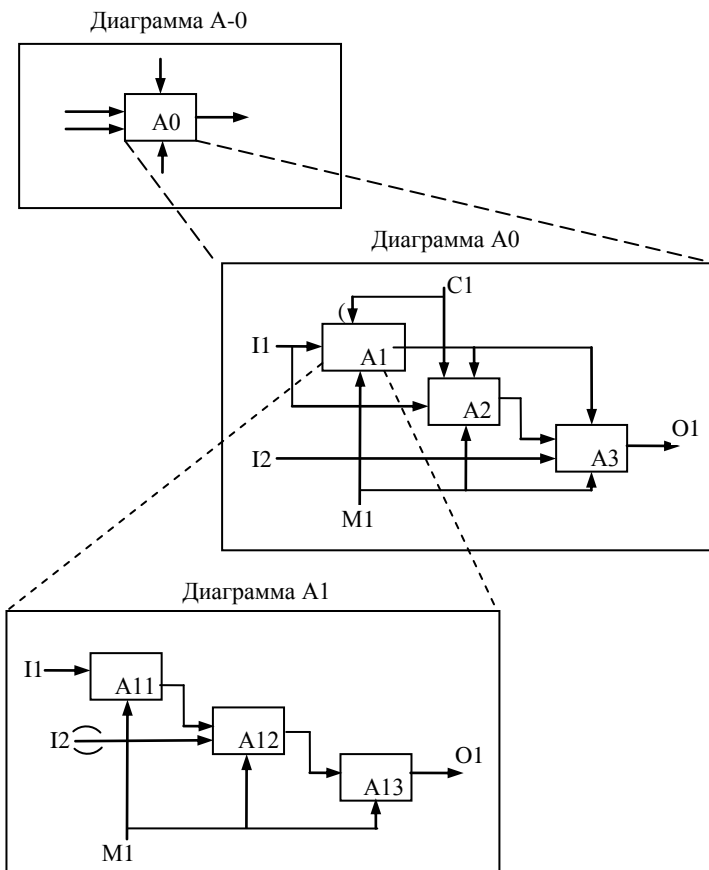 Диаграмма А-0
А0
Диаграмма А0
С1
I1
А1
А2
I2
А3
О1
М1
Диаграмма А1
I1
А11
I2
А12
А13
О1
М1